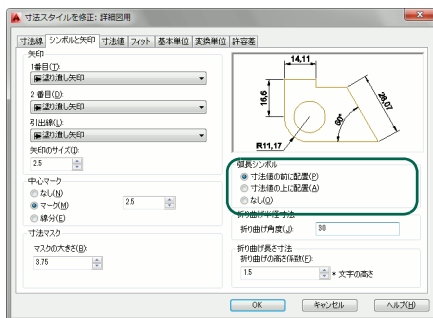 寸法スタイルを修正: 詳細図用
寸法線 シンボルと矢印 寸法値 フィット 基本単位 変換単位 許容差
矢印
1番目(T):
塗り潰し矢印
2 番目(D):
塗り潰し矢印
引出線(L):
塗り潰し矢印
矢印のサイズ(I):
2.5
中心マーク
なし(N)
マーク(M)
2.5
線分(E)
寸法マスク
マスクの大きさ(B):
3.75
14,11
16,6
28,07
60°
R11,17
弧長シンボル
寸法値の前に配置(P)
寸法値の上に配置(A)
なし(O)
折り曲げ半径寸法
折り曲げ角度(J):
30
折り曲げ長さ寸法
折り曲げの高さ係数(F):
1.5
* 文字の高さ
OK
キャンセル
ヘルプ(H)